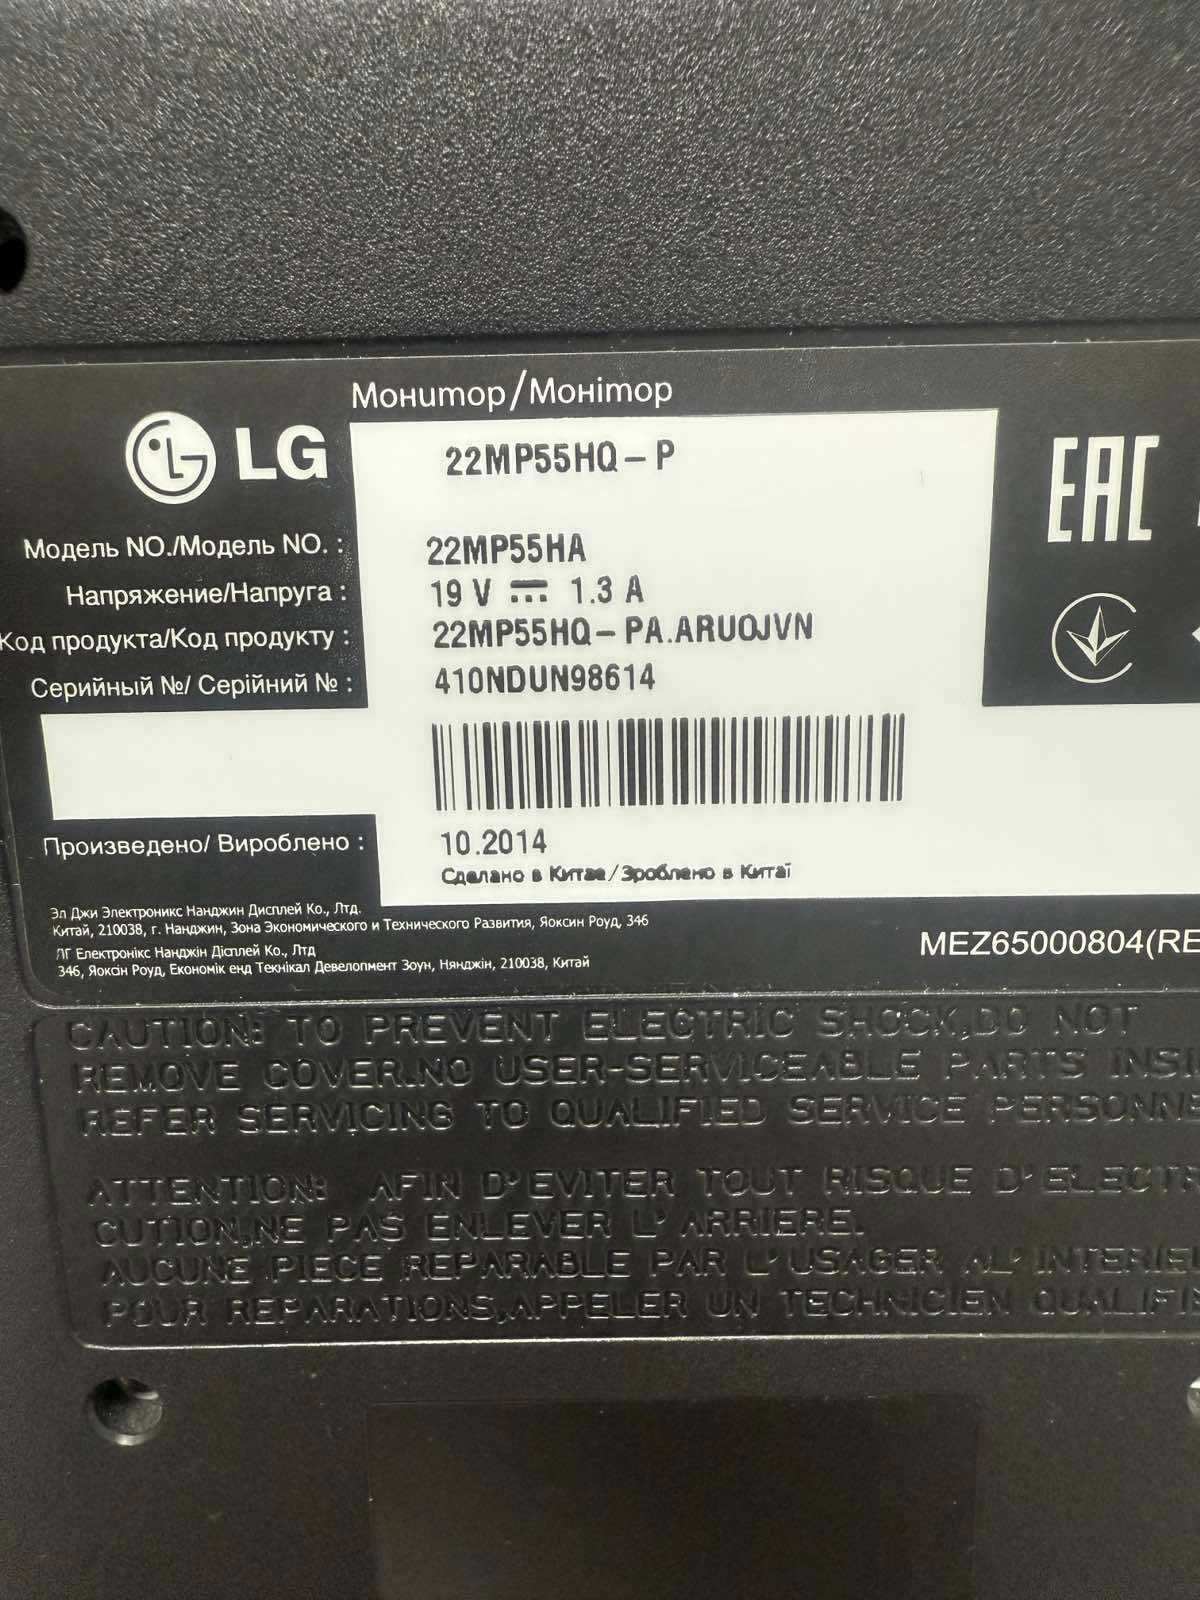 Монитор/Монітор
LG
22MP55HQ-P
EAC
Модель NO./Модель NO. : 22MP55HA
Напряжение/Напруга : 19 V 1.3 A
Код продукта/Код продукту : 22MP55HQ-PA.ARUOJVN
Серийный №/ Серійний № : 410NDUN98614
Произведено/ Вироблено : 10.2014
Сделано в Китае/Зроблено в Китаї
Эл Джи Электроникс Нанджин Дисплей Ко., Лтд.
Китай, 210038, г. Нанджин, Зона Экономического и Технического Развития, Яоксин Роуд, 346
ЛГ Електронікс Нанджін Дісплей Ко., Лтд
346, Яоксін Роуд, Економік енд Текнікал Девелопмент Зоун, Нянджін, 210038, Китай
MEZ65000804(RE
CAUTION: TO PREVENT ELECTRIC SHOCK,DO NOT
REMOVE COVER.NO USER-SERVICEABLE PARTS INSI
REFER SERVICING TO QUALIFIED SERVICE PERSONNE
ATTENTION: AFIN D'EVITER TOUT RISQUE D'ELECTR
CUTION,NE PAS ENLEVER L'ARRIERE.
AUCUNE PIECE REPARABLE PAR L'USAGER AL'INTERIEU
POUR REPARATIONS,APPELER UN TECHNICIEN QUALIFI